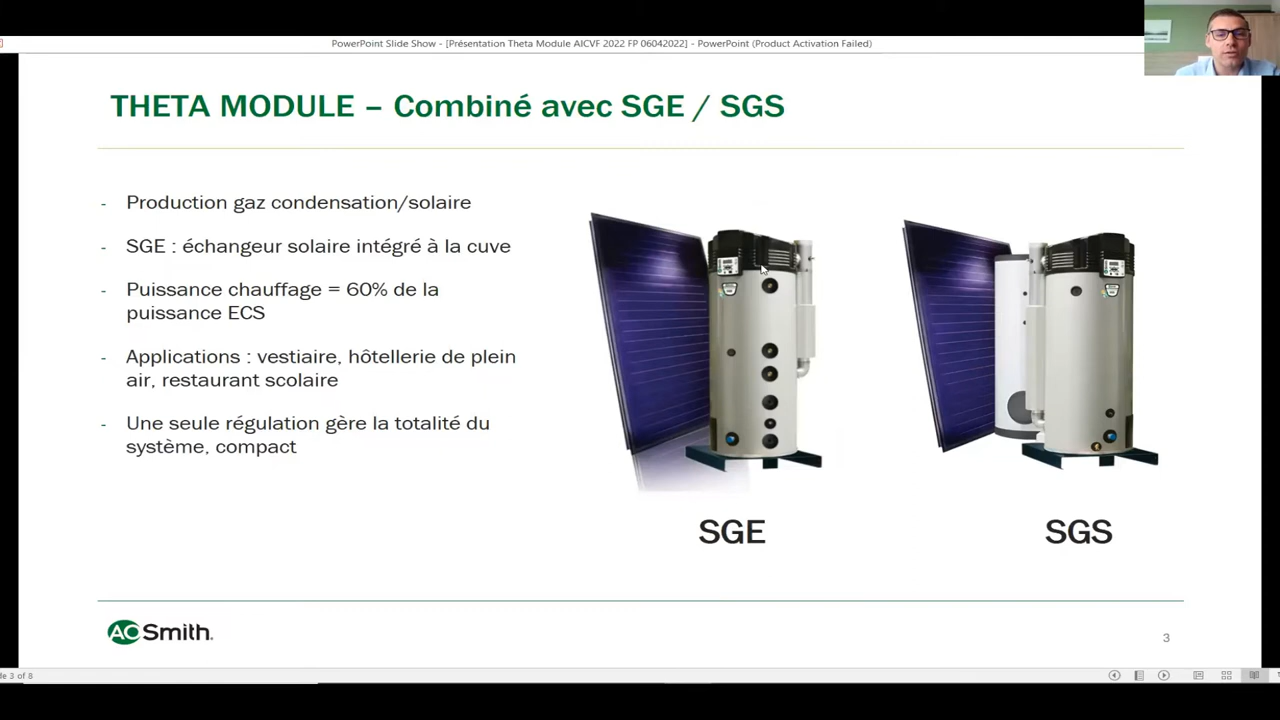 PowerPoint Slide Show - [Présentation Theta Module AICVF 2022 FP 06042022] - PowerPoint (Product Activation Failed)
THETA MODULE – Combiné avec SGE / SGS
- Production gaz condensation/solaire
- SGE : échangeur solaire intégré à la cuve
- Puissance chauffage = 60% de la
puissance ECS
- Applications : vestiaire, hôtellerie de plein
air, restaurant scolaire
- Une seule régulation gère la totalité du
système, compact
SGE
SGS
AO Smith.
3
de 3 of 8